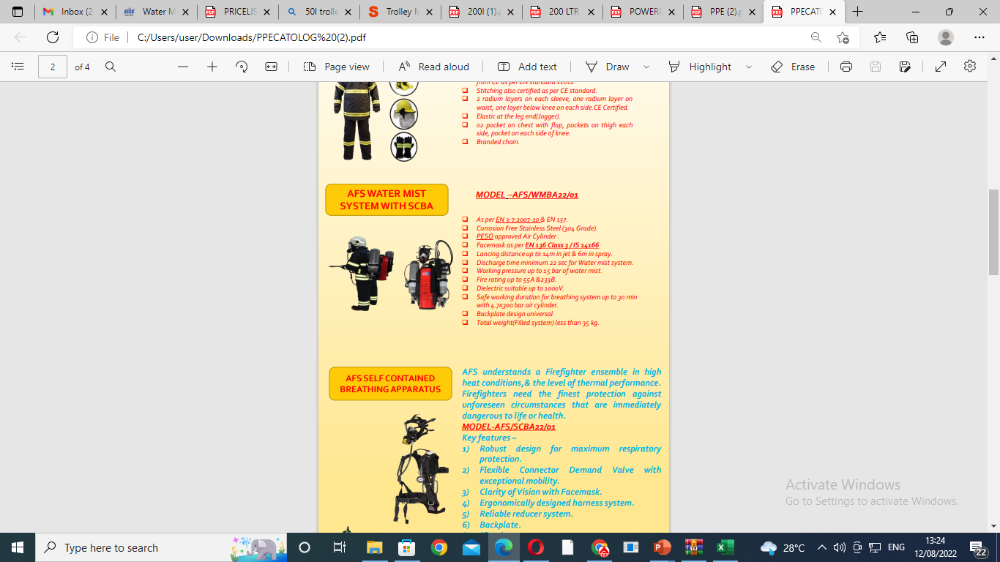 Inbox (2
Water M
PRICELIS
50l trolle
Trolley M
200l (1).p
200 LTR
POWERC
PPE (2).p
PPECATO
File
C:/Users/user/Downloads/PPECATOLOG%20(2).pdf
2
of 4
Page view
Read aloud
Add text
Draw
Highlight
Erase
from CE as per EN standard 11612
Stitching also certified as per CE standard.
2 radium layers on each sleeve, one radium layer on
waist, one layer below knee on each side.CE Certified.
Elastic at the leg end(Jogger).
02 pocket on chest with flap, pockets on thigh each
side, pocket on each side of knee.
Branded chain.
AFS WATER MIST
SYSTEM WITH SCBA
MODEL –AFS/WMBA22/01
As per EN 3-7:2007-10 & EN 137.
Corrosion Free Stainless Steel (304 Grade).
PESO approved Air Cylinder .
Facemask as per EN 136 Class 3 / IS 14166
Lancing distance up to 14m in jet & 6m in spray.
Discharge time minimum 22 sec for Water mist system.
Working pressure up to 15 bar of water mist.
Fire rating up to 55A &233B.
Dielectric suitable up to 1000V.
Safe working duration for breathing system up to 30 min
with 4.7x300 bar air cylinder.
Backplate design universal
Total weight(Filled system) less than 35 kg.
AFS SELF CONTAINED
BREATHING APPARATUS
AFS understands a Firefighter ensemble in high
heat conditions,& the level of thermal performance.
Firefighters need the finest protection against
unforeseen circumstances that are immediately
dangerous to life or health.
MODEL-AFS/SCBA22/01
Key features –
1) Robust design for maximum respiratory
protection.
2) Flexible Connector Demand Valve with
exceptional mobility.
3) Clarity of Vision with Facemask.
4) Ergonomically designed harness system.
5) Reliable reducer system.
6) Backplate.
Activate Windows
Go to Settings to activate Windows.
Type here to search
28°C
ENG
13:24
12/08/2022
22